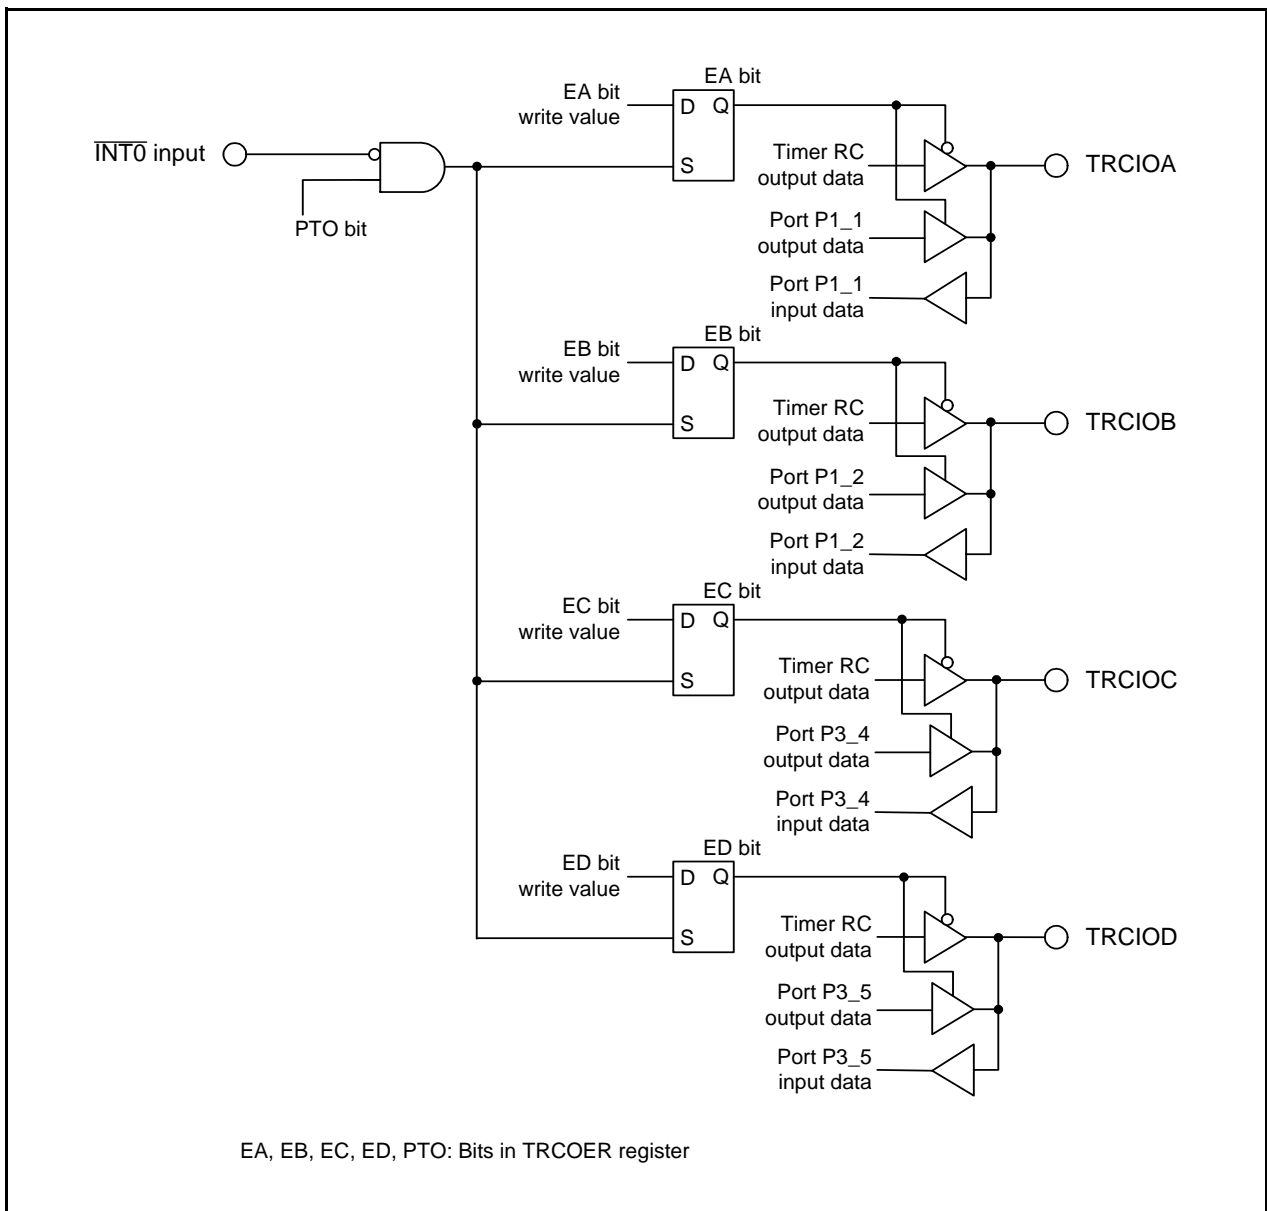 EA bit
EA bit
write value
D Q
S
INT0 input
PTO bit
Timer RC
output data
TRCIOA
Port P1_1
output data
Port P1_1
input data
EB bit
EB bit
write value
D Q
S
Timer RC
output data
TRCIOB
Port P1_2
output data
Port P1_2
input data
EC bit
EC bit
write value
D Q
S
Timer RC
output data
TRCIOC
Port P3_4
output data
Port P3_4
input data
ED bit
ED bit
write value
D Q
S
Timer RC
output data
TRCIOD
Port P3_5
output data
Port P3_5
input data
EA, EB, EC, ED, PTO: Bits in TRCOER register